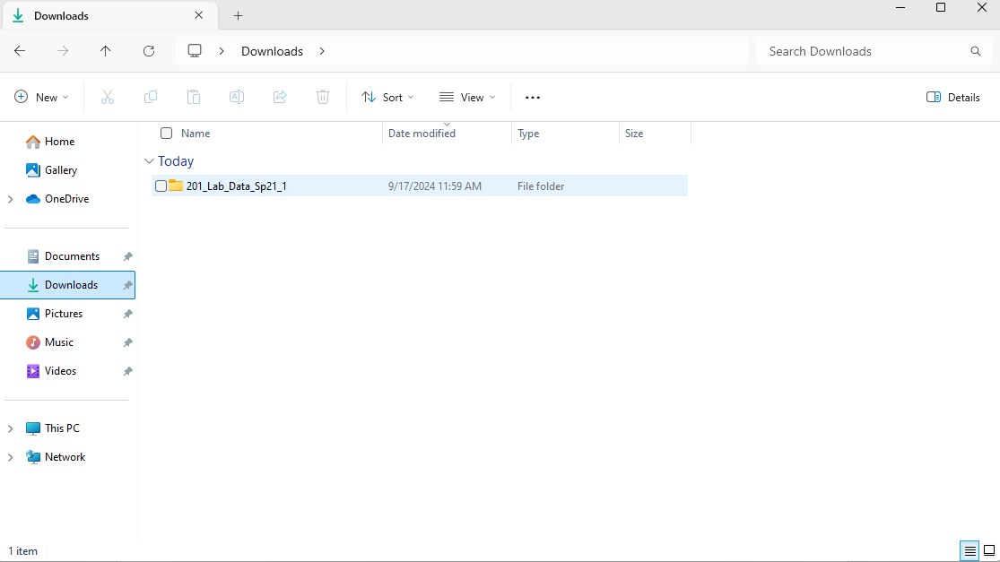 Downloads
Downloads
Search Downloads
New
Sort
View
Details
Name
Date modified
Type
Size
Home
Gallery
OneDrive
Today
201_Lab_Data_Sp21_1
9/17/2024 11:59 AM
File folder
Documents
Downloads
Pictures
Music
Videos
This PC
Network
1 item